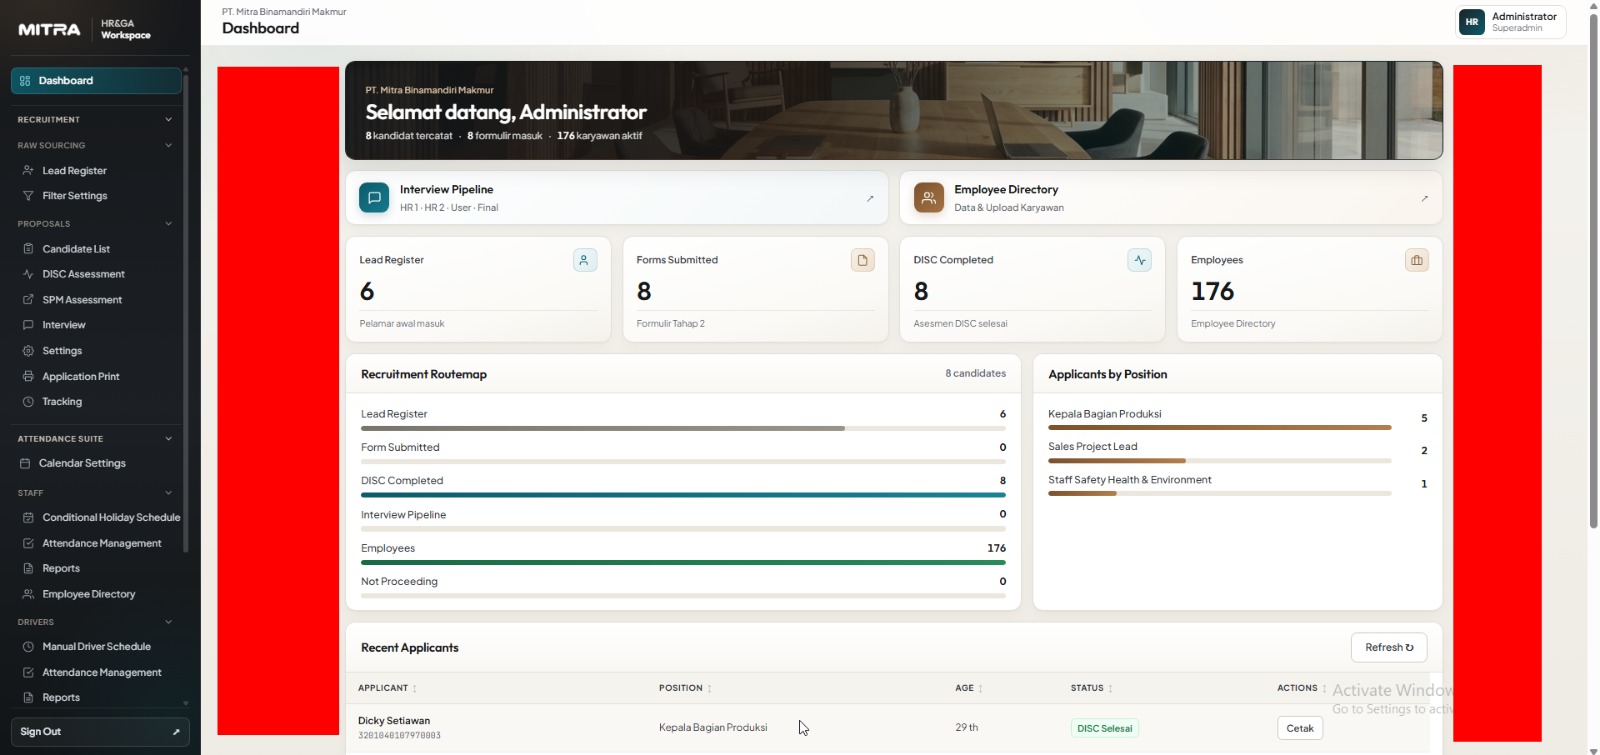 MITRA
HR&GA
Workspace
Dashboard
RECRUITMENT
RAW SOURCING
Lead Register
Filter Settings
PROPOSALS
Candidate List
DISC Assessment
SPM Assessment
Interview
Settings
Application Print
Tracking
ATTENDANCE SUITE
Calendar Settings
STAFF
Conditional Holiday Schedule
Attendance Management
Reports
Employee Directory
DRIVERS
Manual Driver Schedule
Attendance Management
Reports
Sign Out
PT. Mitra Binamandiri Makmur
Dashboard
HR
Administrator
Superadmin
PT. Mitra Binamandiri Makmur
Selamat datang, Administrator
8 kandidat tercatat · 8 formulir masuk · 176 karyawan aktif
Interview Pipeline
HR 1 · HR 2 · User · Final
Employee Directory
Data & Upload Karyawan
Lead Register
6
Pelamar awal masuk
Forms Submitted
8
Formulir Tahap 2
DISC Completed
8
Asesmen DISC selesai
Employees
176
Employee Directory
Recruitment Routemap 8 candidates
Lead Register 6
Form Submitted 0
DISC Completed 8
Interview Pipeline 0
Employees 176
Not Proceeding 0
Applicants by Position
Kepala Bagian Produksi 5
Sales Project Lead 2
Staff Safety Health & Environment 1
Recent Applicants Refresh ↻
APPLICANT POSITION AGE STATUS ACTIONS
Dicky Setiawan
3201040107970003
Kepala Bagian Produksi 29 th DISC Selesai Cetak
Activate Window
Go to Settings to activ